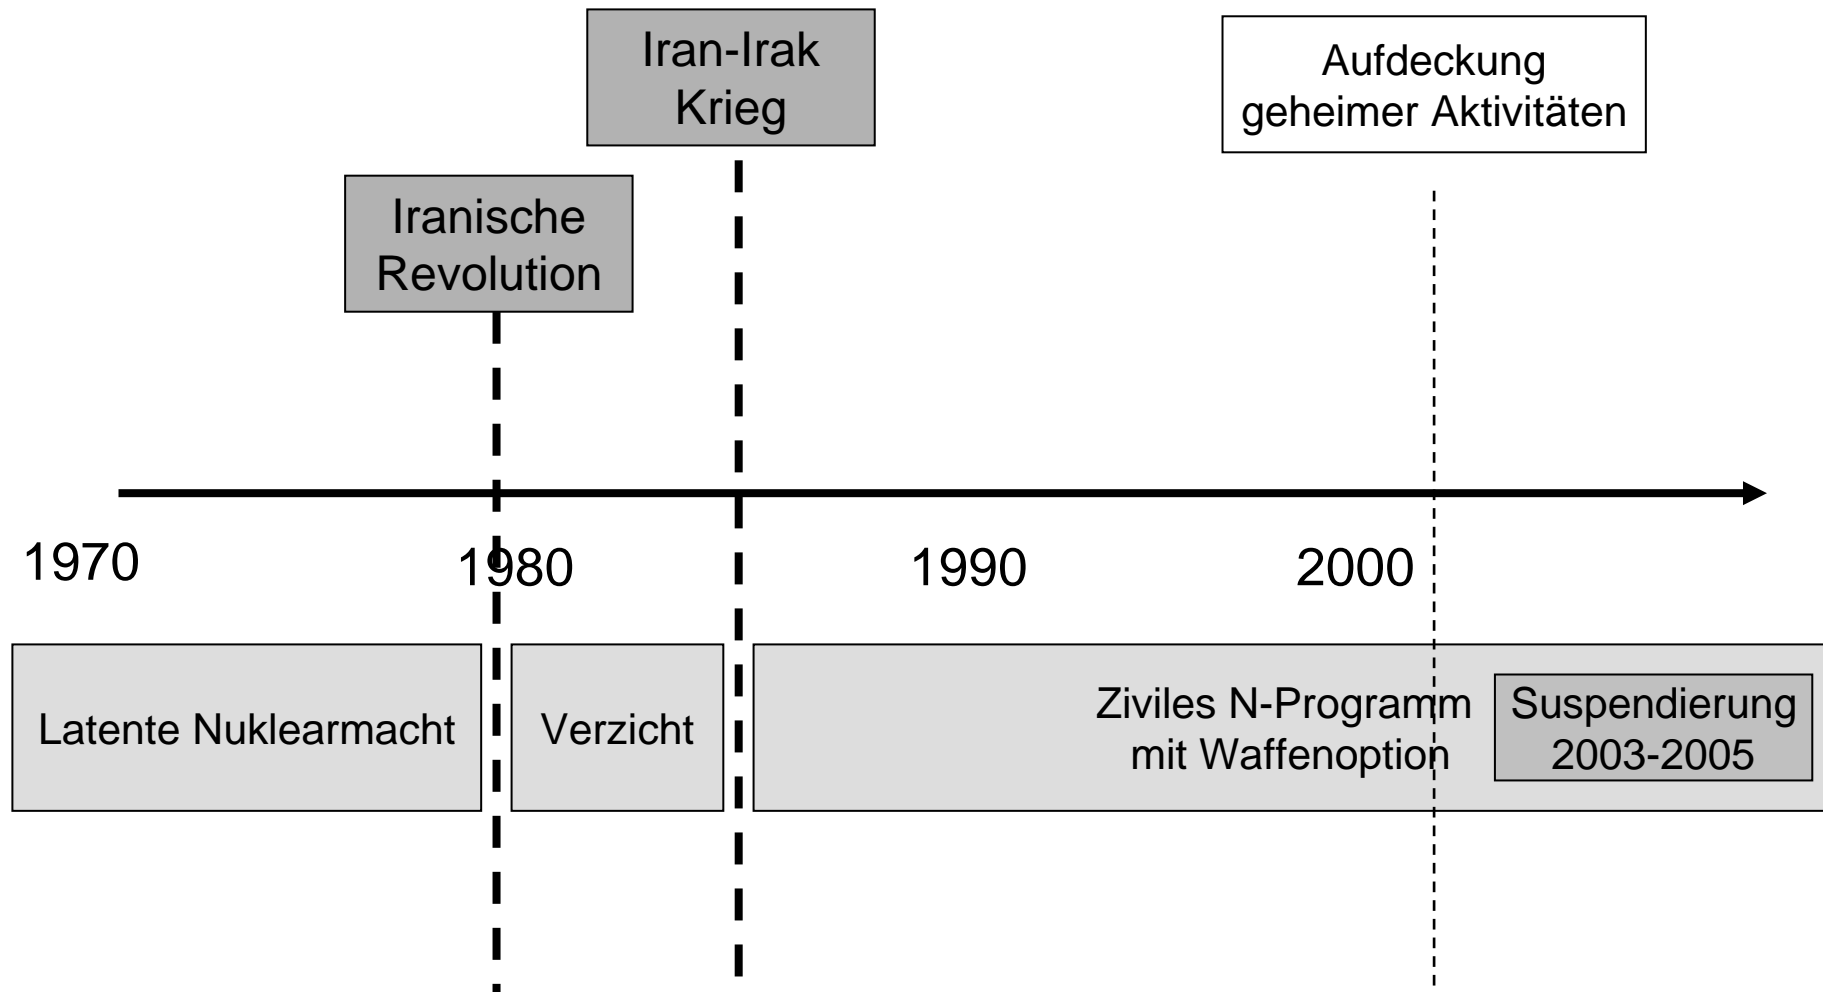 Iran-Irak
Krieg
Aufdeckung
geheimer Aktivitäten
Iranische
Revolution
1970
1980
1990
2000
Latente Nuklearmacht
Verzicht
Ziviles N-Programm
mit Waffenoption
Suspendierung
2003-2005